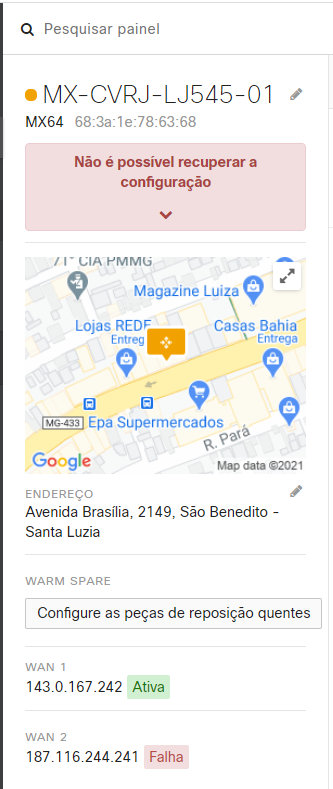 Pesquisar painel
MX-CVRJ-LJ545-01
MX64 68:3a:1e:78:63:68
Não é possível recuperar a
configuração
71° CIA PMMG
Magazine Luiza
Lojas REDE
Entreg
Casas Bahia
Entrega
MG-433
Epa Supermercados
R. Pará
Google
Map data ©2021
ENDEREÇO
Avenida Brasília, 2149, São Benedito -
Santa Luzia
WARM SPARE
Configure as peças de reposição quentes
WAN 1
143.0.167.242 Ativa
WAN 2
187.116.244.241 Falha